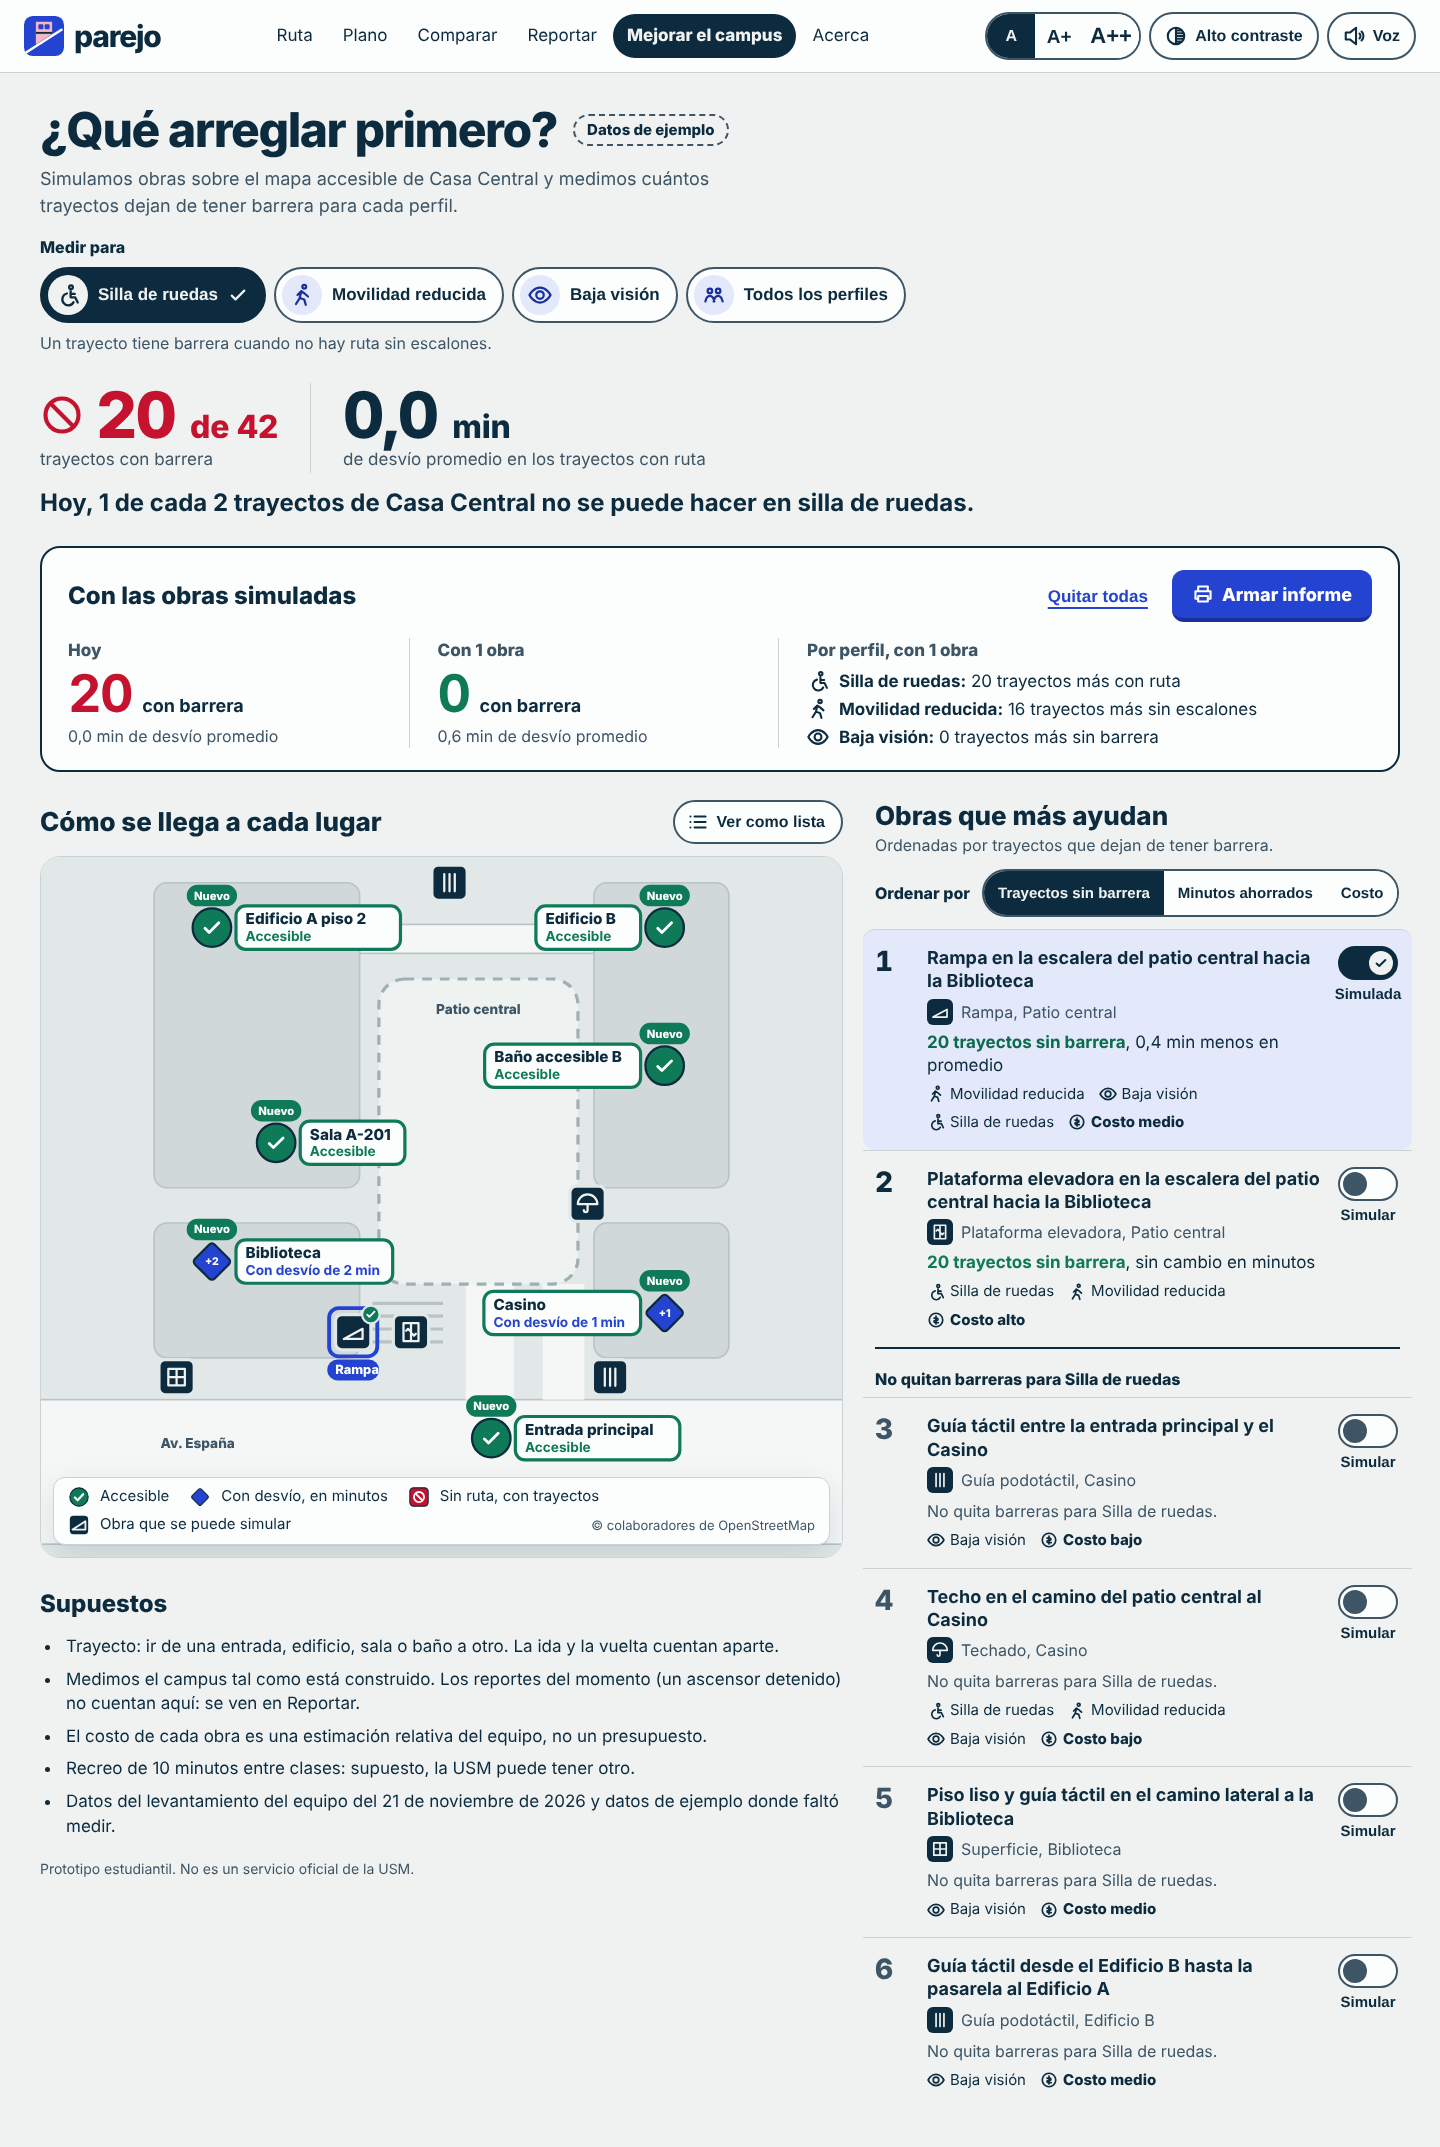 parejo
Ruta
Plano
Comparar
Reportar
Mejorar el campus
Acerca
A
A+
A++
Alto contraste
Voz
¿Qué arreglar primero?
Datos de ejemplo
Simulamos obras sobre el mapa accesible de Casa Central y medimos cuántos
trayectos dejan de tener barrera para cada perfil.
Medir para
Silla de ruedas
Movilidad reducida
Baja visión
Todos los perfiles
Un trayecto tiene barrera cuando no hay ruta sin escalones.
20 de 42
trayectos con barrera
0,0 min
de desvío promedio en los trayectos con ruta
Hoy, 1 de cada 2 trayectos de Casa Central no se puede hacer en silla de ruedas.
Con las obras simuladas
Quitar todas
Armar informe
Hoy
20 con barrera
0,0 min de desvío promedio
Con 1 obra
0 con barrera
0,6 min de desvío promedio
Por perfil, con 1 obra
Silla de ruedas: 20 trayectos más con ruta
Movilidad reducida: 16 trayectos más sin escalones
Baja visión: 0 trayectos más sin barrera
Cómo se llega a cada lugar
Ver como lista
Nuevo
Edificio A piso 2
Accesible
Nuevo
Edificio B
Accesible
Patio central
Nuevo
Baño accesible B
Accesible
Nuevo
Sala A-201
Accesible
Nuevo
+2
Biblioteca
Con desvío de 2 min
Nuevo
Casino
Con desvío de 1 min
+1
Rampa
Nuevo
Entrada principal
Accesible
Av. España
Accesible
Con desvío, en minutos
Sin ruta, con trayectos
Obra que se puede simular
© colaboradores de OpenStreetMap
Supuestos
• Trayecto: ir de una entrada, edificio, sala o baño a otro. La ida y la vuelta cuentan aparte.
• Medimos el campus tal como está construido. Los reportes del momento (un ascensor detenido)
no cuentan aquí: se ven en Reportar.
• El costo de cada obra es una estimación relativa del equipo, no un presupuesto.
• Recreo de 10 minutos entre clases: supuesto, la USM puede tener otro.
• Datos del levantamiento del equipo del 21 de noviembre de 2026 y datos de ejemplo donde faltó
medir.
Prototipo estudiantil. No es un servicio oficial de la USM.
Obras que más ayudan
Ordenadas por trayectos que dejan de tener barrera.
Ordenar por
Trayectos sin barrera
Minutos ahorrados
Costo
1
Rampa en la escalera del patio central hacia
la Biblioteca
Simulada
Rampa, Patio central
20 trayectos sin barrera, 0,4 min menos en
promedio
Movilidad reducida
Baja visión
Silla de ruedas
Costo medio
2
Plataforma elevadora en la escalera del patio
central hacia la Biblioteca
Simular
Plataforma elevadora, Patio central
20 trayectos sin barrera, sin cambio en minutos
Silla de ruedas
Movilidad reducida
Costo alto
No quitan barreras para Silla de ruedas
3
Guía táctil entre la entrada principal y el
Casino
Simular
Guía podotáctil, Casino
No quita barreras para Silla de ruedas.
Baja visión
Costo bajo
4
Techo en el camino del patio central al
Casino
Simular
Techado, Casino
No quita barreras para Silla de ruedas.
Silla de ruedas
Movilidad reducida
Baja visión
Costo bajo
5
Piso liso y guía táctil en el camino lateral a la
Biblioteca
Simular
Superficie, Biblioteca
No quita barreras para Silla de ruedas.
Baja visión
Costo medio
6
Guía táctil desde el Edificio B hasta la
pasarela al Edificio A
Simular
Guía podotáctil, Edificio B
No quita barreras para Silla de ruedas.
Baja visión
Costo medio